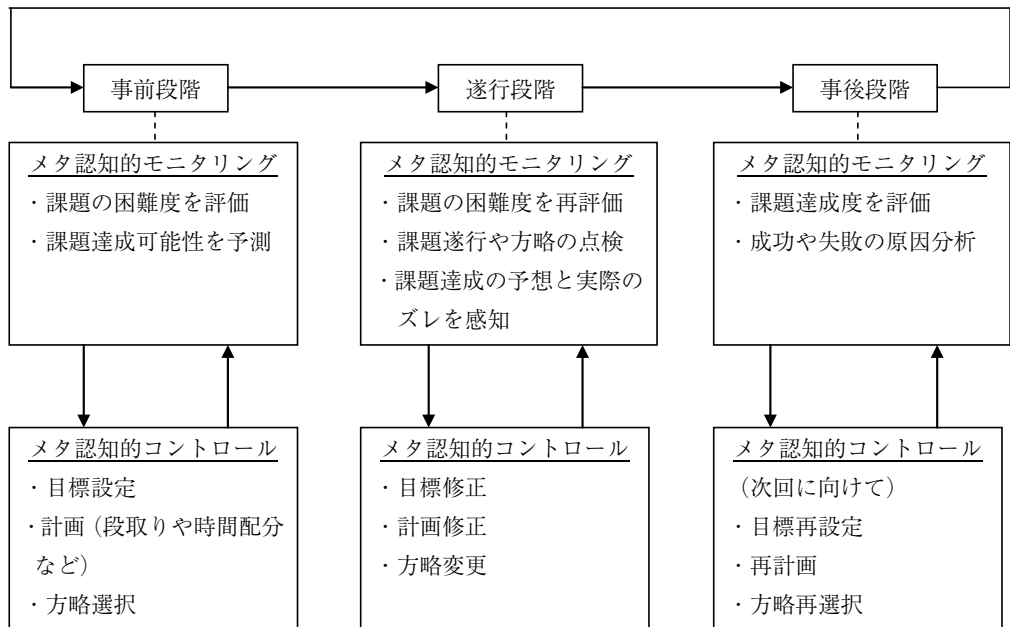 事前段階
遂行段階
事後段階
メタ認知的モニタリング
・課題の困難度を評価
・課題達成可能性を予測
メタ認知的モニタリング
・課題の困難度を再評価
・課題遂行や方略の点検
・課題達成の予想と実際の
ズレを感知
メタ認知的モニタリング
・課題達成度を評価
・成功や失敗の原因分析
メタ認知的コントロール
・目標設定
・計画（段取りや時間配分
など）
・方略選択
メタ認知的コントロール
・目標修正
・計画修正
・方略変更
メタ認知的コントロール
（次回に向けて）
・目標再設定
・再計画
・方略再選択